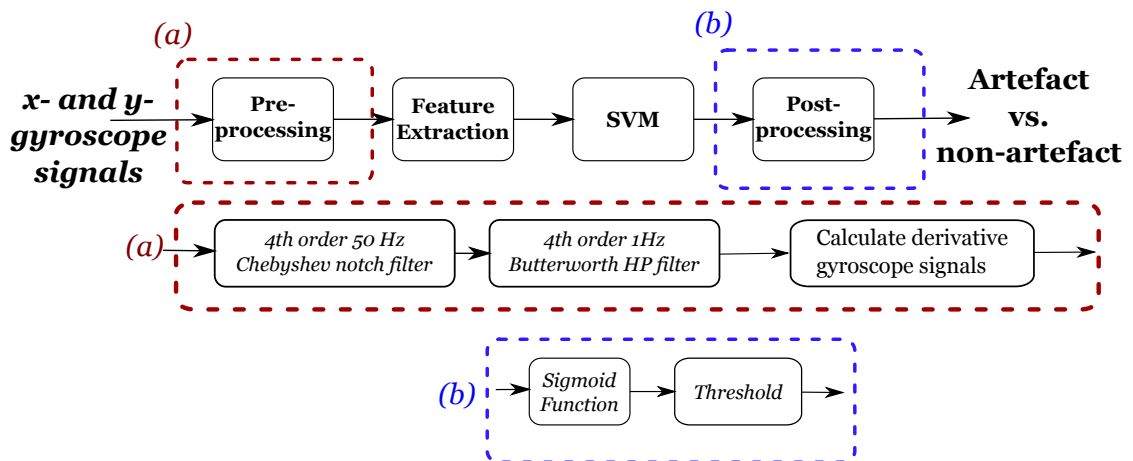 (a)
(b)
x- and y-
gyroscope
signals
Pre-
processing
Feature
Extraction
SVM
Post-
processing
Artefact
vs.
non-artefact
(a)
4th order 50 Hz
Chebyshev notch filter
4th order 1Hz
Butterworth HP filter
Calculate derivative
gyroscope signals
(b)
Sigmoid
Function
Threshold